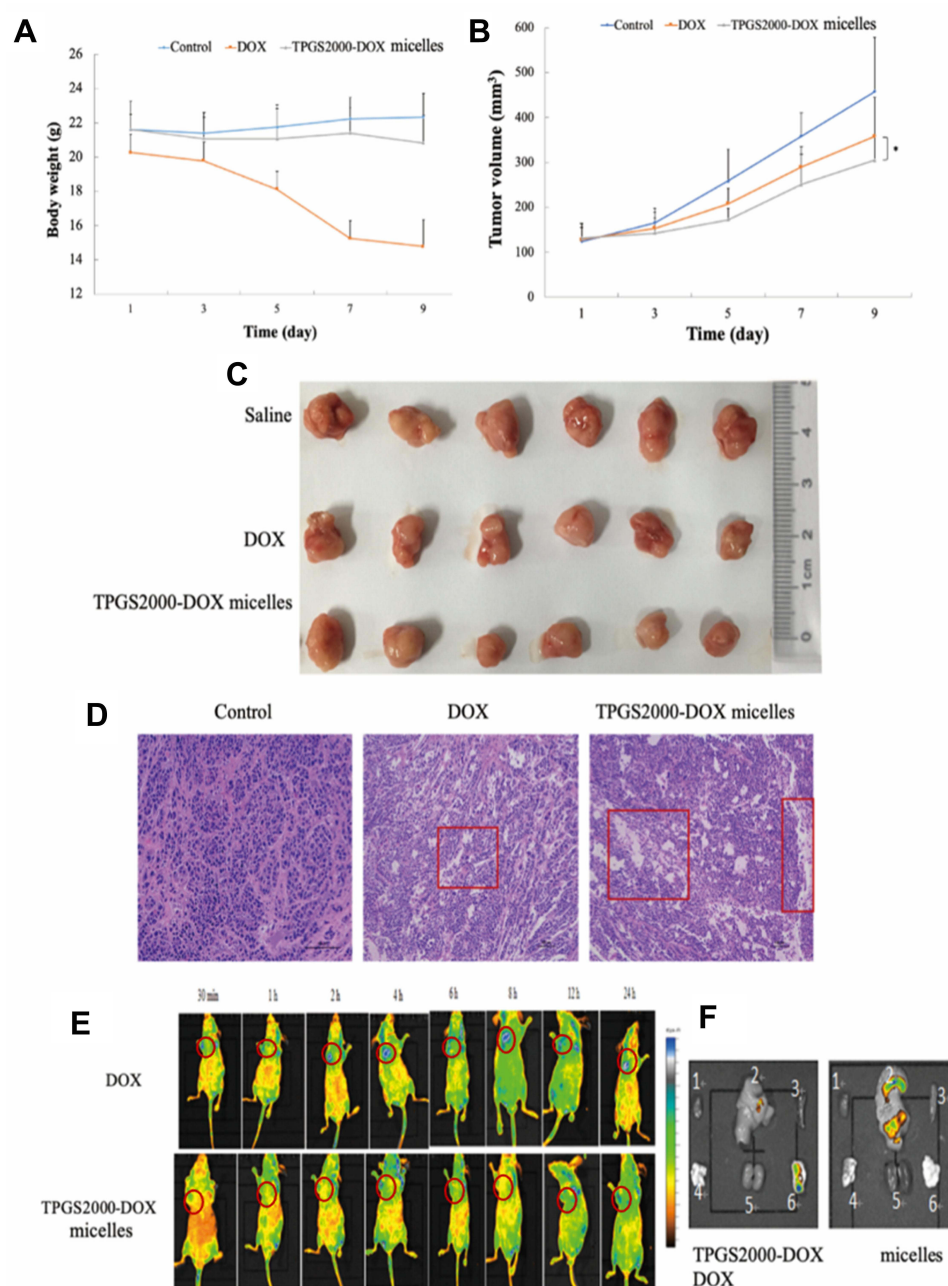 A
Control DOX TPGS2000-DOX micelles
Body weight (g)
26
24
22
20
18
16
14
12
1 3 5 7 9
Time (day)
B
Control DOX TPGS2000-DOX micelles
Tumor volume (mm³)
600
500
400
300
200
100
0
*
1 3 5 7 9
Time (day)
C
Saline
DOX
TPGS2000-DOX micelles
4
3
2
1cm
0
D
Control DOX TPGS2000-DOX micelles
E
30 min 1 h 2 h 4 h 6 h 8 h 12 h 24 h
DOX
TPGS2000-DOX
micelles
F
1 2 3
4 5 6
1 2 3
4 5 6
TPGS2000-DOX micelles
DOX